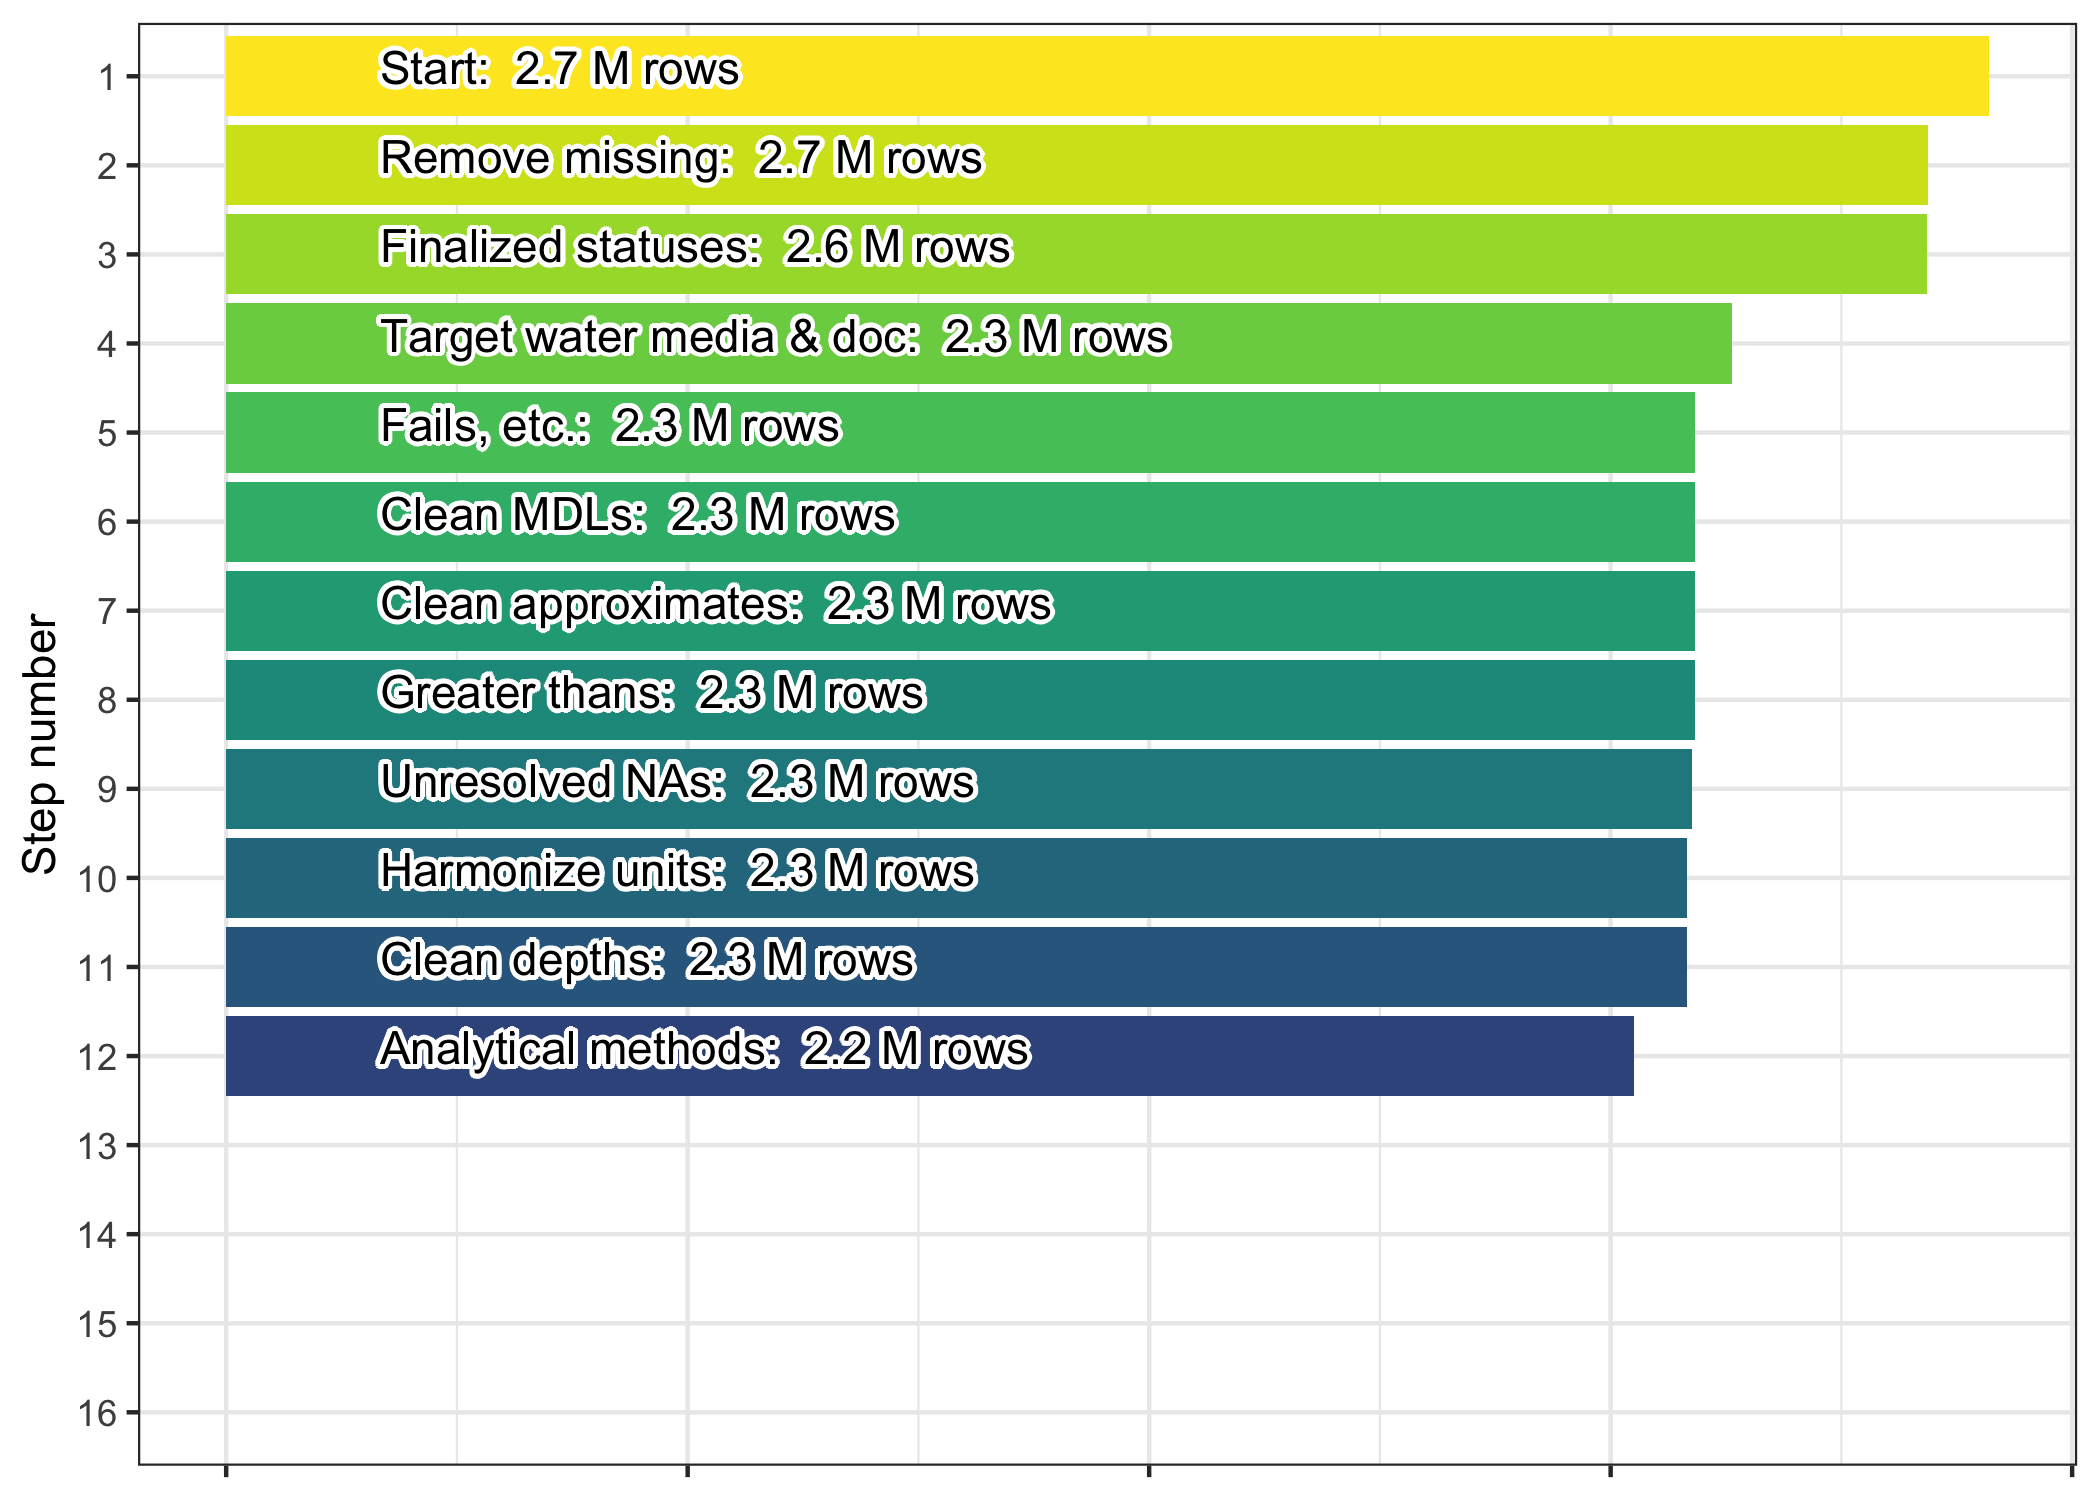 1
Start:  2.7 M rows
2
Remove missing:  2.7 M rows
3
Finalized statuses:  2.6 M rows
4
Target water media & doc:  2.3 M rows
5
Fails, etc.:  2.3 M rows
6
Clean MDLs:  2.3 M rows
7
Clean approximates:  2.3 M rows
8
Greater thans:  2.3 M rows
9
Unresolved NAs:  2.3 M rows
10
Harmonize units:  2.3 M rows
11
Clean depths:  2.3 M rows
12
Analytical methods:  2.2 M rows
13
14
15
16
Step number